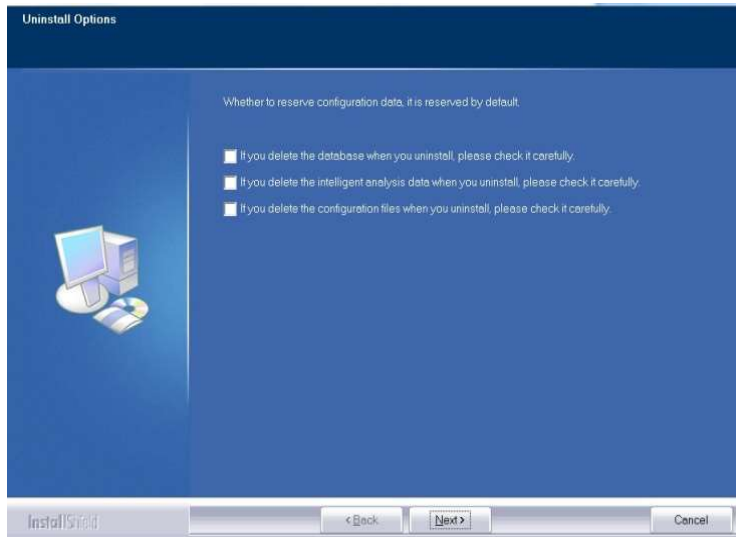 Uninstall Options
Whether to reserve configuration data, it is reserved by default.
If you delete the database when you uninstall, please check it carefully.
If you delete the intelligent analysis data when you uninstall, please check it carefully.
If you delete the configuration files when you uninstall, please check it carefully.
InstallShield
< Back
Next >
Cancel